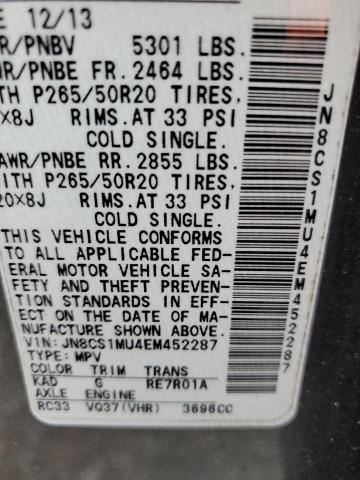 E 12/13
R/PNBV 5301 LBS.
WR/PNBE FR. 2464 LBS.
ITH P265/50R20 TIRES,
0X8J RIMS. AT 33 PSI
COLD SINGLE.
AWR/PNBE RR. 2855 LBS.
ITH P265/50R20 TIRES,
20X8J RIMS. AT 33 PSI
COLD SINGLE.
THIS VEHICLE CONFORMS
TO ALL APPLICABLE FED-
ERAL MOTOR VEHICLE SA-
FETY AND THEFT PREVEN-
TION STANDARDS IN EFF-
ECT ON THE DATE OF MA-
NUFACTURE SHOWN ABOVE.
VIN: JN8CS1MU4EM452287
TYPE: MPV
COLOR TRIM TRANS
KAD G RE7R01A
AXLE ENGINE
RC33 VQ37(VHR) 3696CC
JN8CS1MU4EM452287